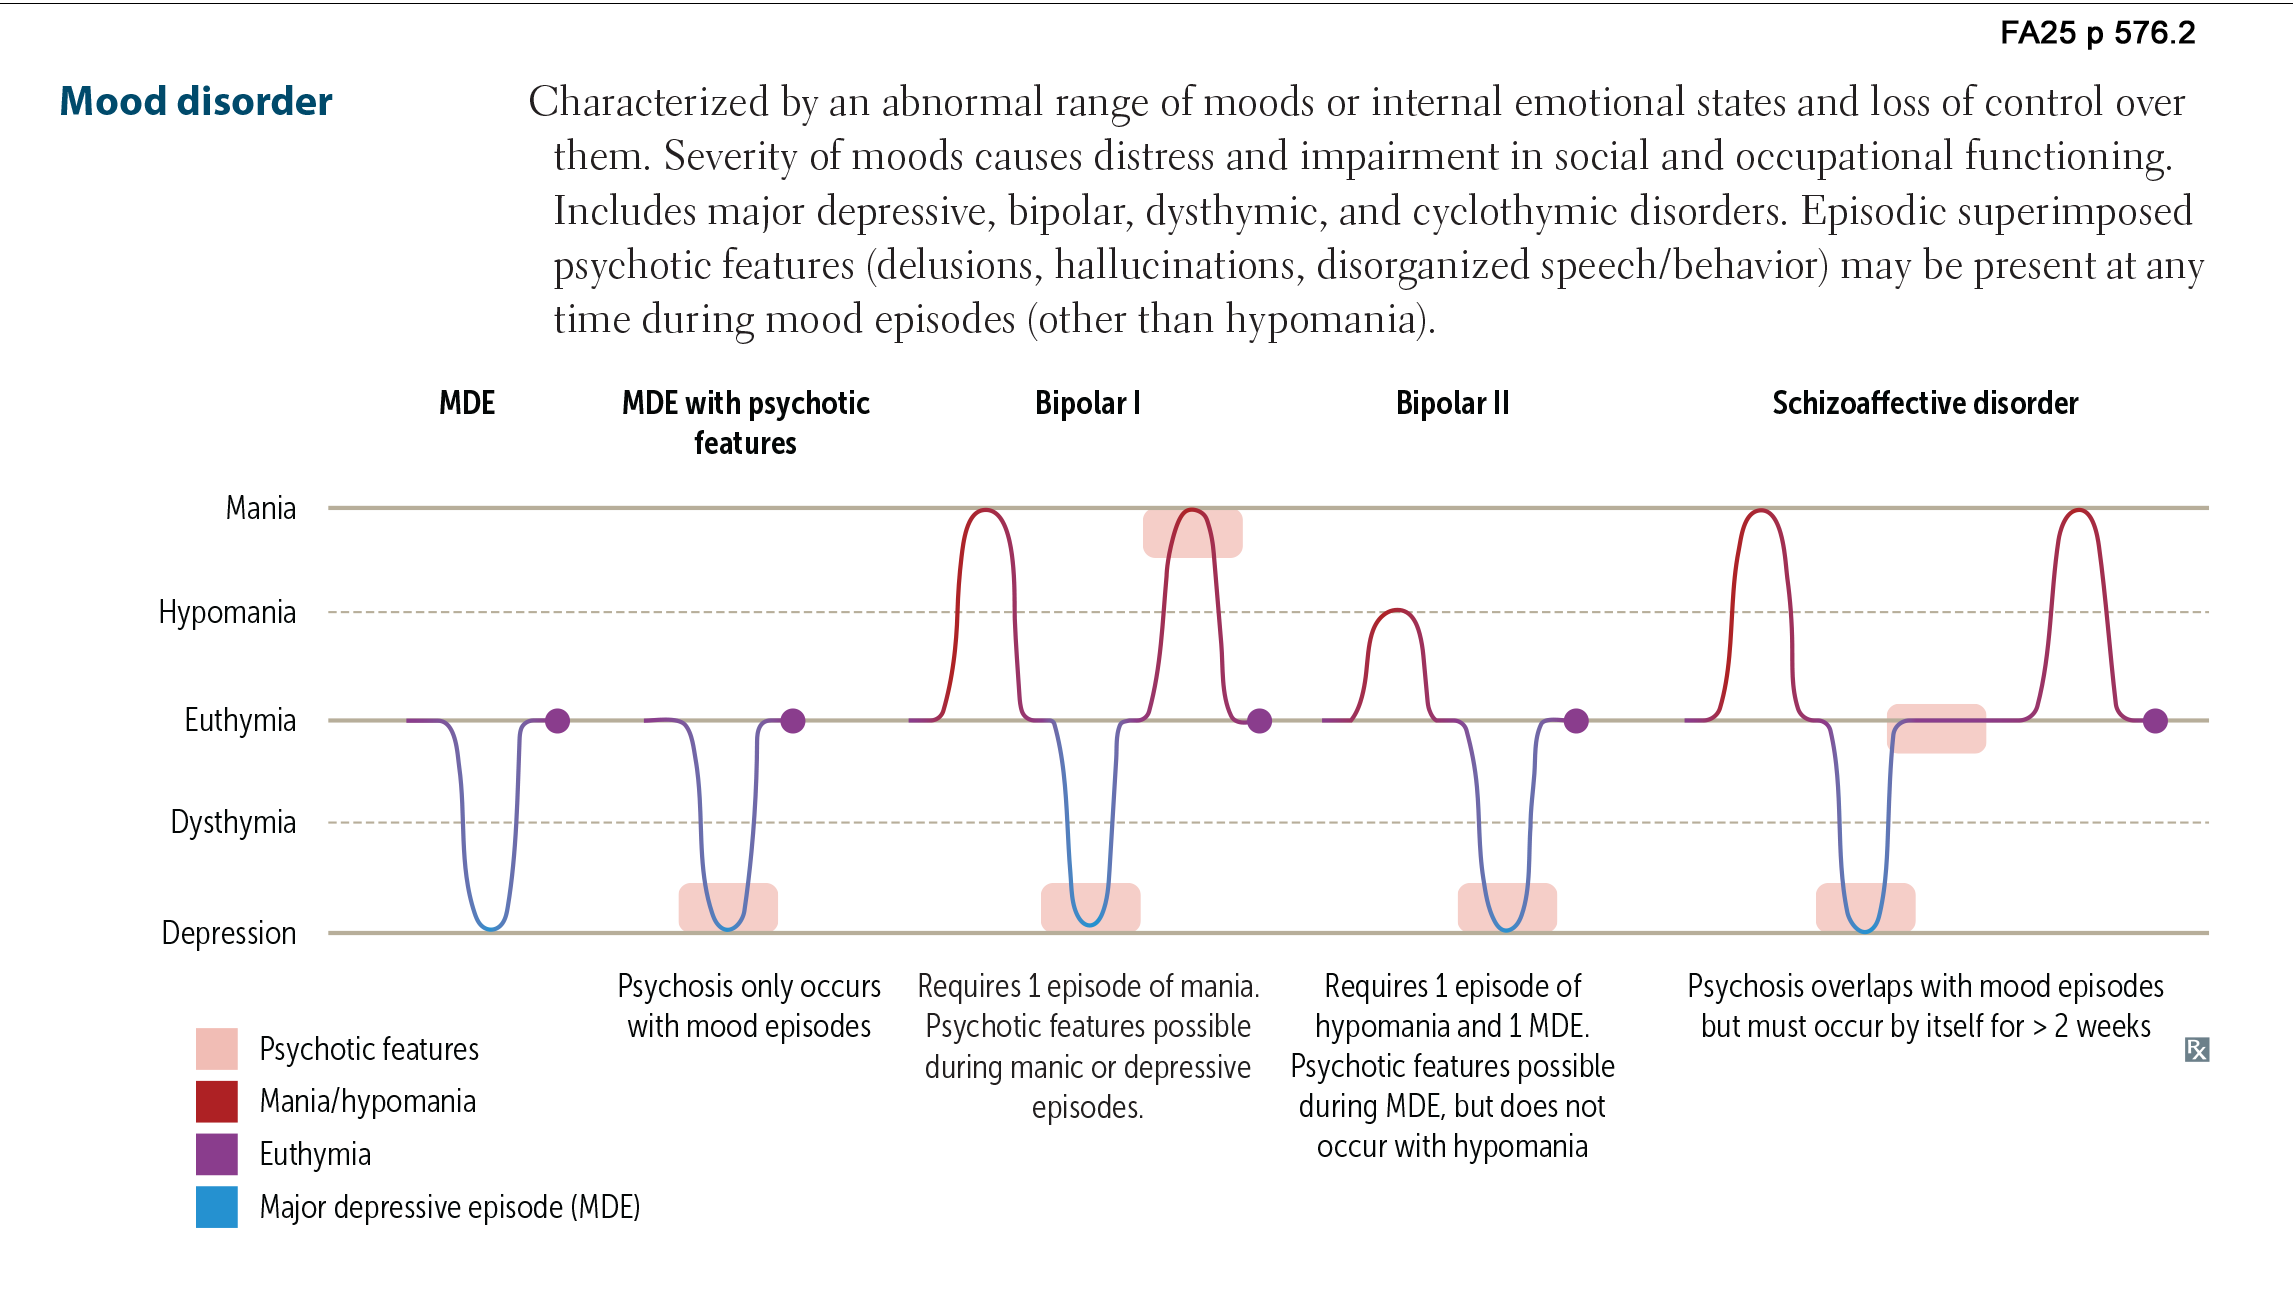 FA25 p 576.2
Mood disorder
Characterized by an abnormal range of moods or internal emotional states and loss of control over
them. Severity of moods causes distress and impairment in social and occupational functioning.
Includes major depressive, bipolar, dysthymic, and cyclothymic disorders. Episodic superimposed
psychotic features (delusions, hallucinations, disorganized speech/behavior) may be present at any
time during mood episodes (other than hypomania).
MDE
MDE with psychotic
features
Bipolar I
Bipolar II
Schizoaffective disorder
Mania
Hypomania
Euthymia
Dysthymia
Depression
Psychosis only occurs
with mood episodes
Requires 1 episode of mania.
Psychotic features possible
during manic or depressive
episodes.
Requires 1 episode of
hypomania and 1 MDE.
Psychotic features possible
during MDE, but does not
occur with hypomania
Psychosis overlaps with mood episodes
but must occur by itself for > 2 weeks
Rx
Psychotic features
Mania/hypomania
Euthymia
Major depressive episode (MDE)